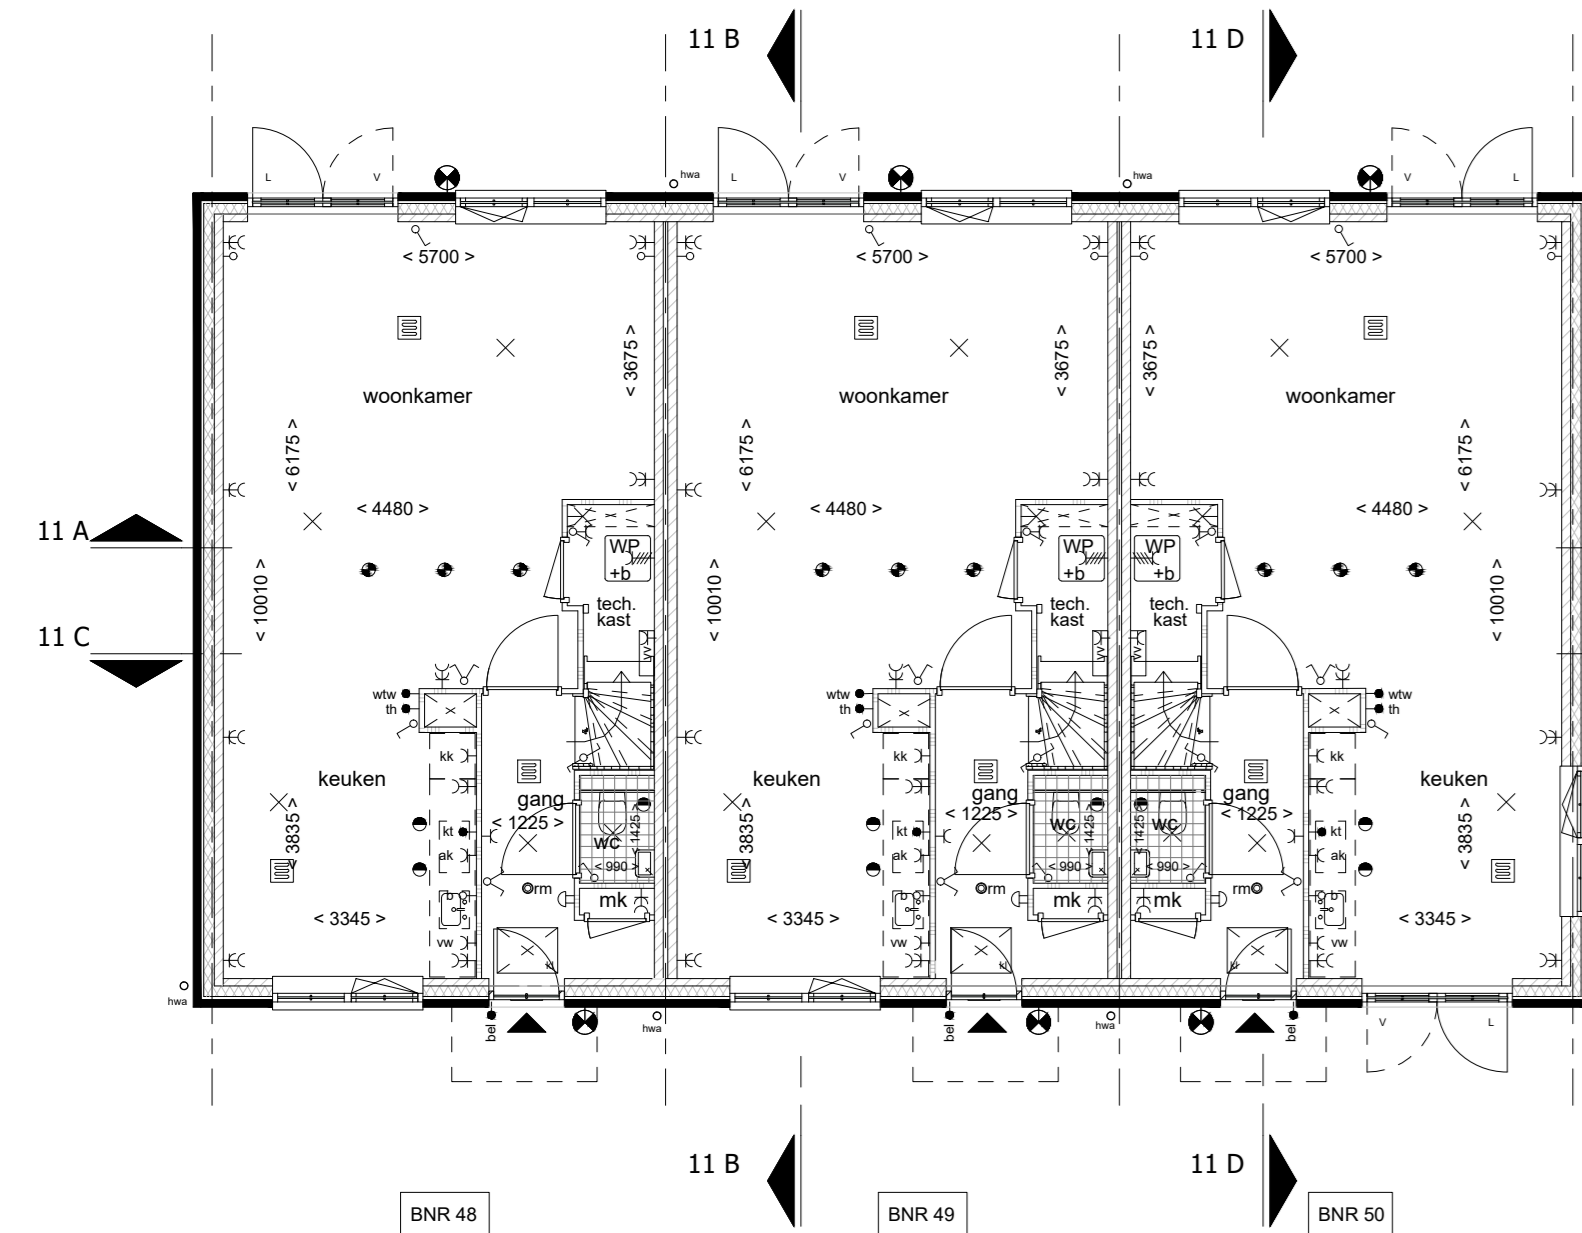 11 B 11 D
hwa hwa
L V L V V L
< 5700 > < 5700 > < 5700 >
< 3675 > < 3675 > < 3675 >
woonkamer woonkamer woonkamer
< 6175 > < 6175 > < 6175 >
< 4480 > < 4480 > < 4480 >
11 A
WP WP WP
+b +b +b
< 10010 > < 10010 > < 10010 >
tech. tech. tech.
kast kast kast
11 C
wtw wtw wtw
th th th
kk kk kk
keuken gang keuken gang gang keuken
< 1225 > < 1225 > < 1225 >
kt kt kt
wc wc wc
< 1425 > < 1425 > < 1425 >
< 3835 > < 3835 > < 3835 >
ak ak ak
< 990 > < 990 > < 990 >
rm rm rm
b b b
mk mk mk
< 3345 > < 3345 > < 3345 >
vw vw vw
kl kl kl
hwa hwa hwa
bel bel bel
V L
11 B 11 D
BNR 48 BNR 49 BNR 50